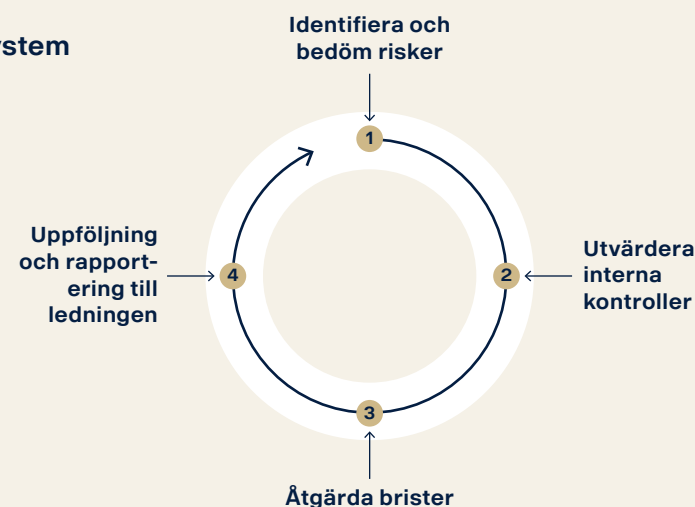 Identifiera och
bedöm risker
1
Utvärdera
interna
kontroller
2
3
Åtgärda brister
4
Uppföljning
och rapport-
ering till
ledningen